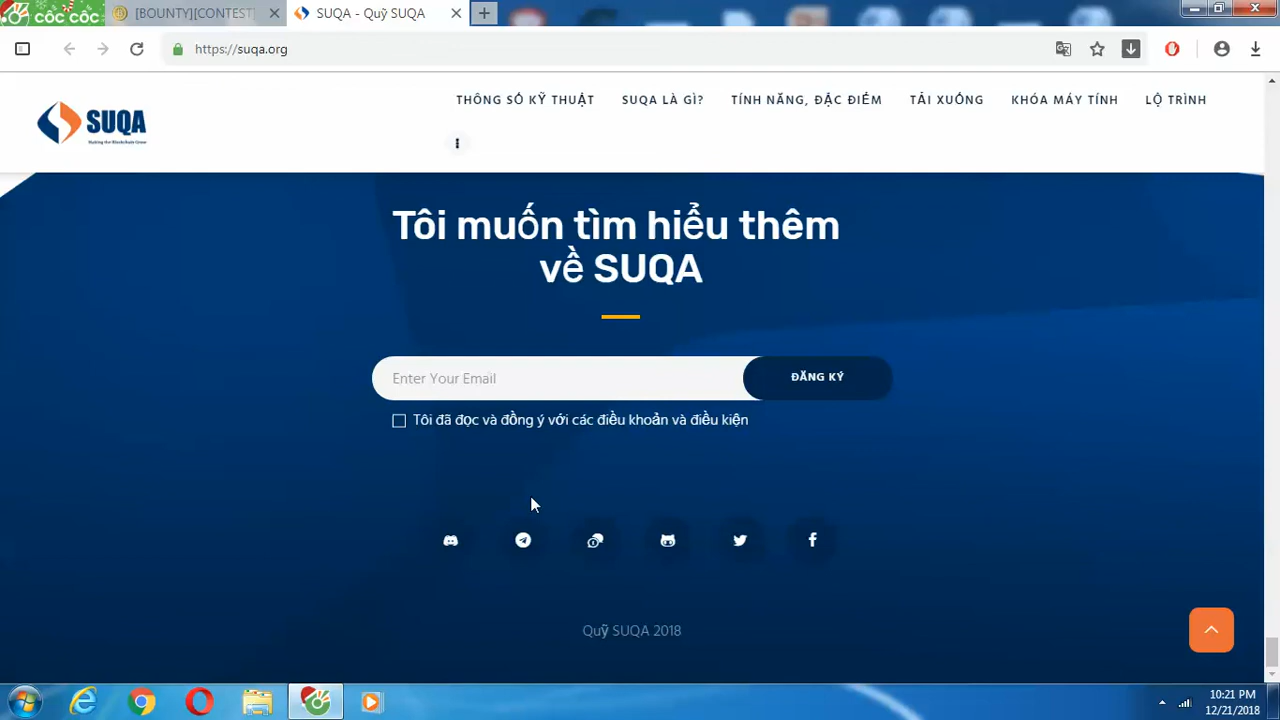 CỐC CỐC
[BOUNTY][CONTEST]
SUQA - Quỹ SUQA
https://suqa.org
SUQA
THÔNG SỐ KỸ THUẬT
SUQA LÀ GÌ?
TÍNH NĂNG, ĐẶC ĐIỂM
TẢI XUỐNG
KHÓA MÁY TÍNH
LỘ TRÌNH
Tôi muốn tìm hiểu thêm
về SUQA
Enter Your Email
ĐĂNG KÝ
Tôi đã đọc và đồng ý với các điều khoản và điều kiện
Quỹ SUQA 2018
10:21 PM
12/21/2018